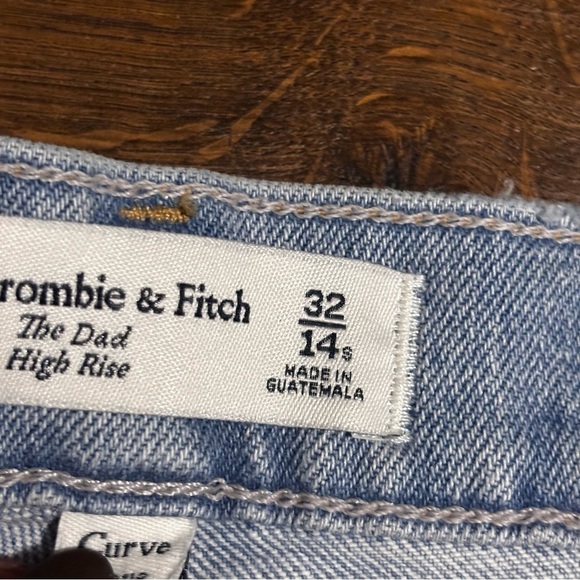 rombie & Fitch
The Dad
High Rise
32
14s
MADE IN
GUATEMALA
Curve